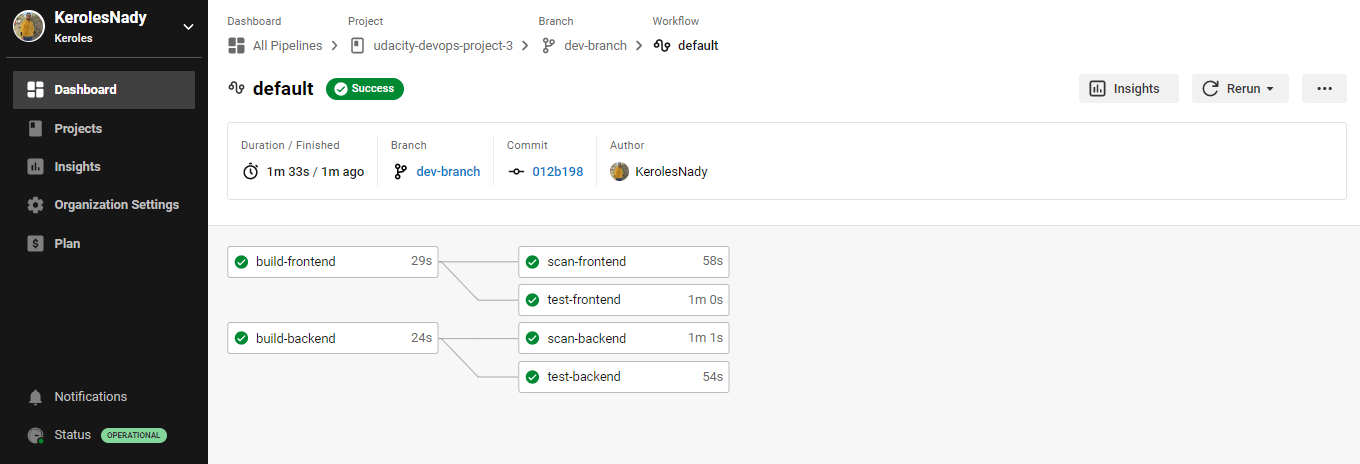 KerolesNady
Keroles
Dashboard
Projects
Insights
Organization Settings
Plan
Notifications
Status OPERATIONAL
Dashboard Project Branch Workflow
All Pipelines udacity-devops-project-3 dev-branch default
default Success Insights Rerun
Duration / Finished Branch Commit Author
1m 33s / 1m ago dev-branch 012b198 KerolesNady
build-frontend 29s scan-frontend 58s
test-frontend 1m 0s
build-backend 24s scan-backend 1m 1s
test-backend 54s